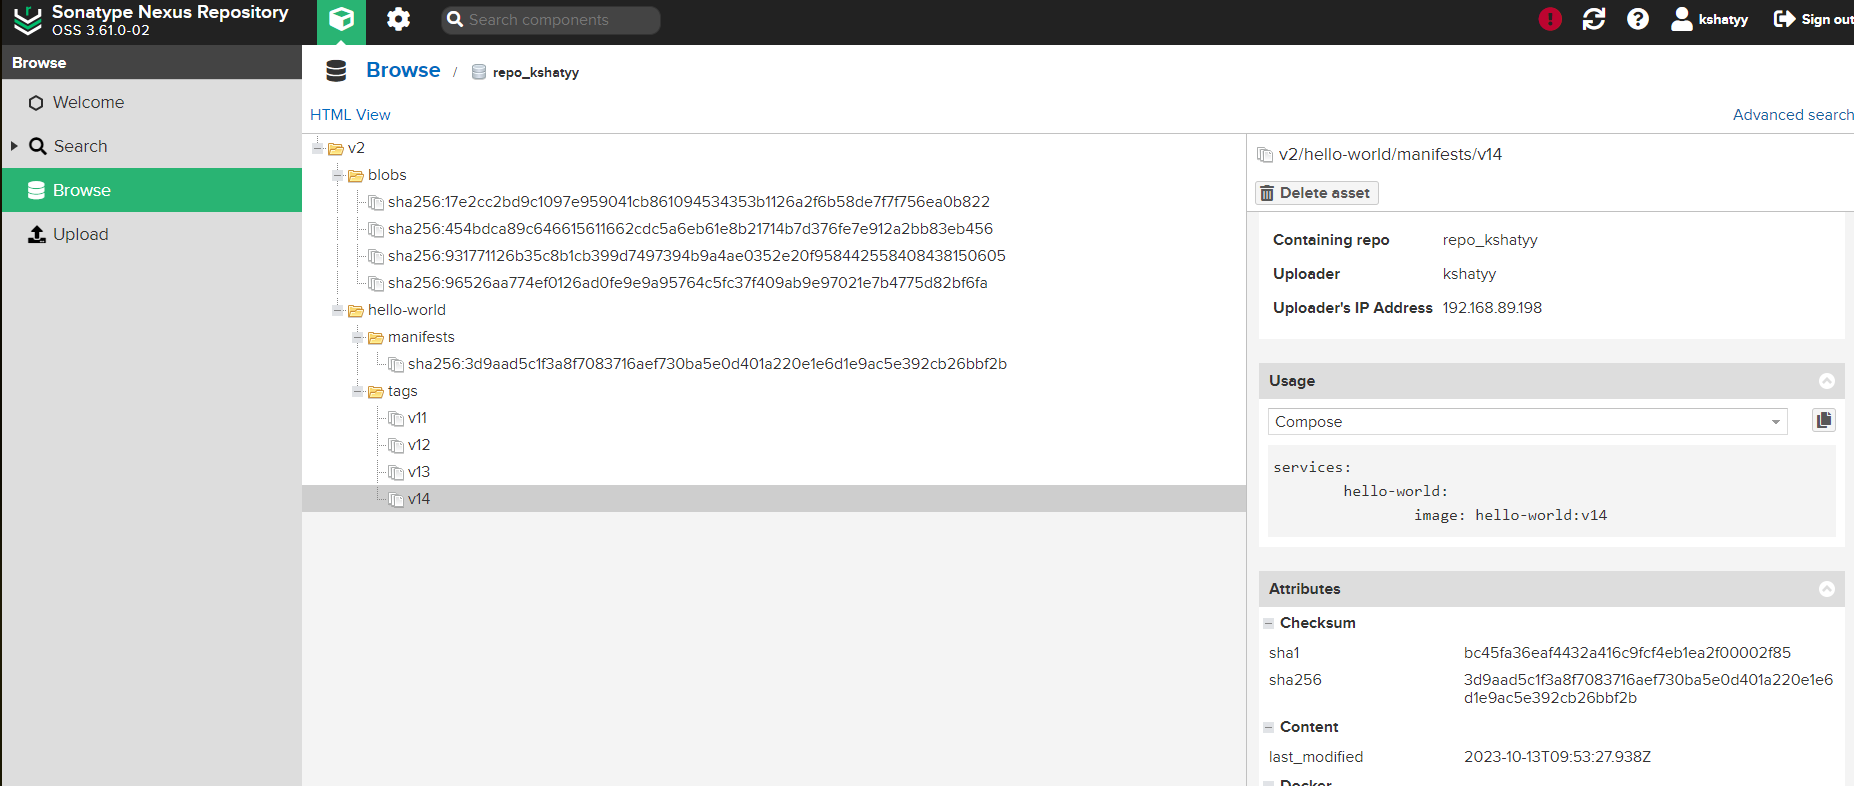 Sonatype Nexus Repository
OSS 3.61.0-02
Search components
kshatyy
Sign out
Browse
Welcome
Search
Browse
Upload
Browse / repo_kshatyy
HTML View
Advanced search
v2
blobs
sha256:17e2cc2bd9c1097e959041cb861094534353b1126a2f6b58de7f7f756ea0b822
sha256:454bdca89c646615611662cdc5a6eb61e8b21714b7d376fe7e912a2bb83eb456
sha256:931771126b35c8b1cb399d7497394b9a4ae0352e20f958442558408438150605
sha256:96526aa774ef0126ad0fe9e9a95764c5fc37f409ab9e97021e7b4775d82bf6fa
hello-world
manifests
sha256:3d9aad5c1f3a8f7083716aef730ba5e0d401a220e1e6d1e9ac5e392cb26bbf2b
tags
v11
v12
v13
v14
v2/hello-world/manifests/v14
Delete asset
Containing repo repo_kshatyy
Uploader kshatyy
Uploader's IP Address 192.168.89.198
Usage
Compose
services:
hello-world:
image: hello-world:v14
Attributes
Checksum
sha1 bc45fa36eaf4432a416c9fcf4eb1ea2f00002f85
sha256 3d9aad5c1f3a8f7083716aef730ba5e0d401a220e1e6
d1e9ac5e392cb26bbf2b
Content
last_modified 2023-10-13T09:53:27.938Z
Docker